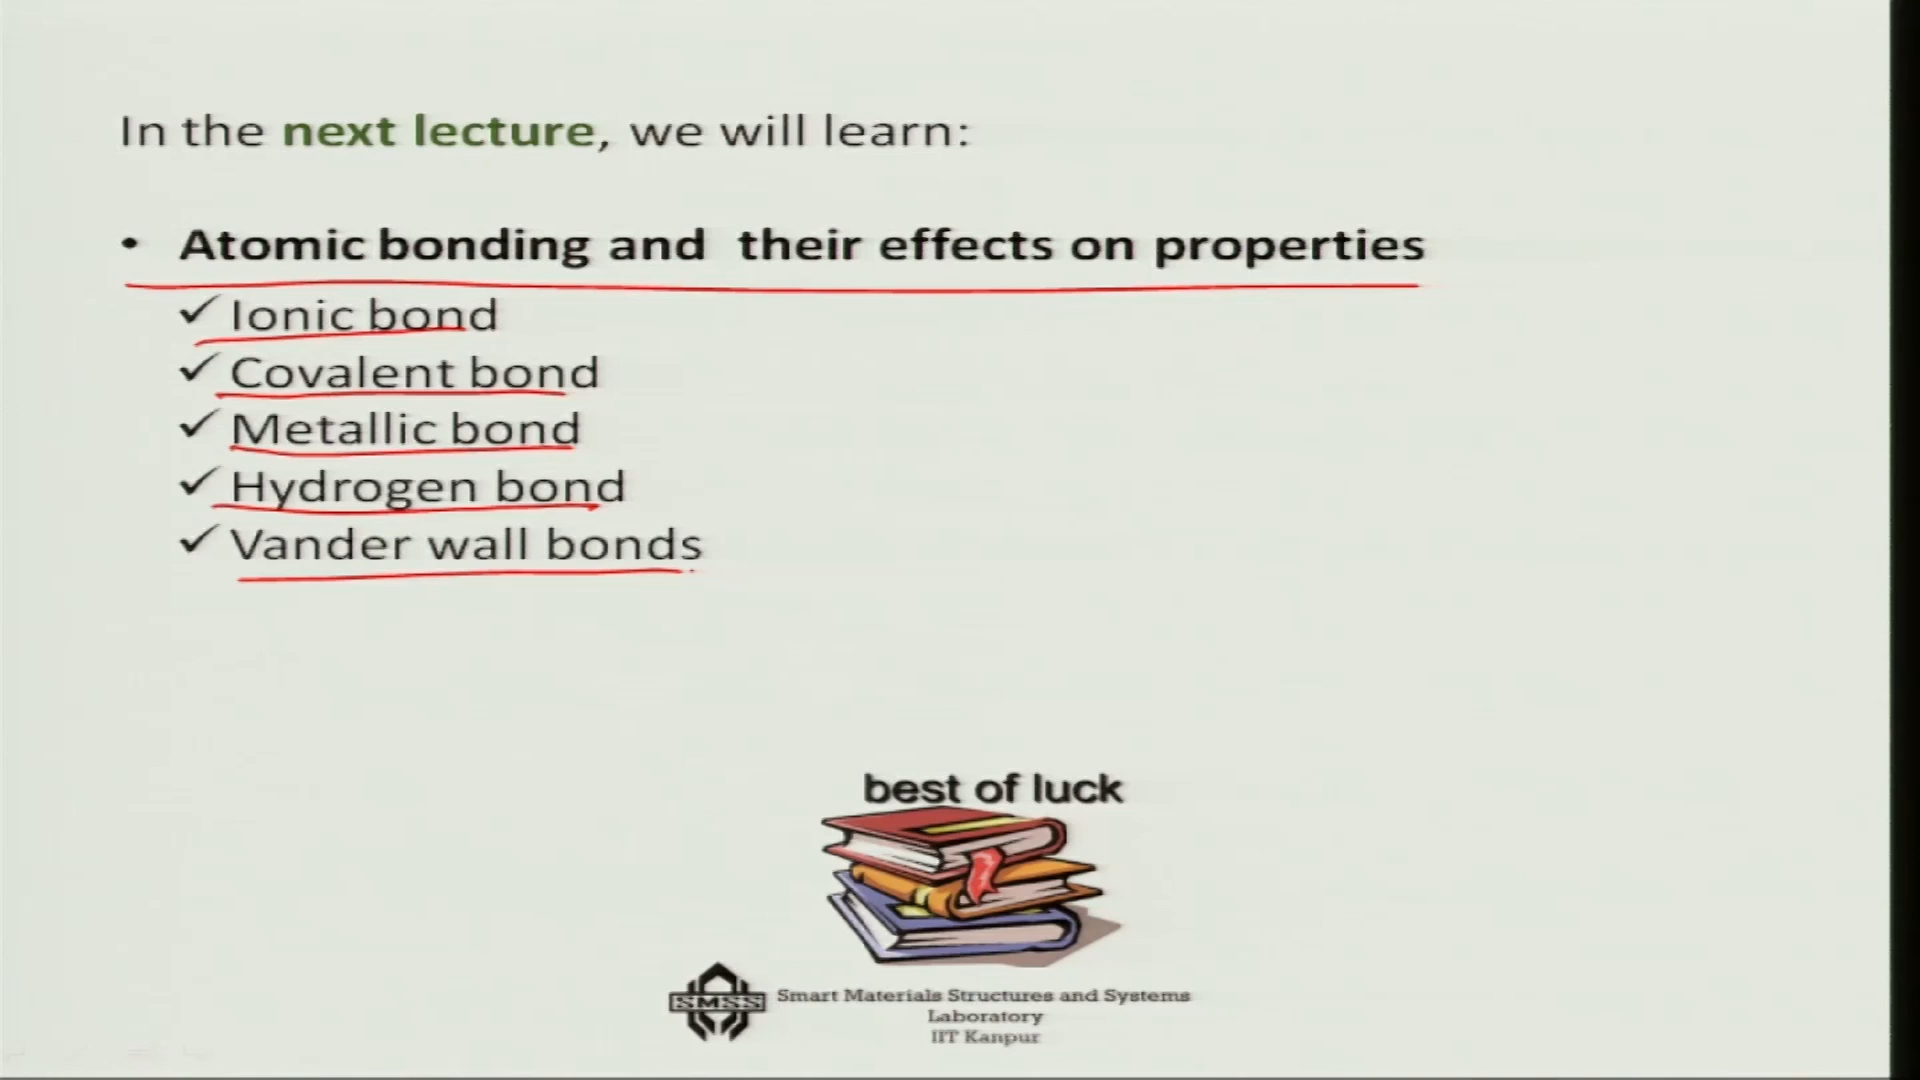 In the next lecture, we will learn:
• Atomic bonding and their effects on properties
✓ Ionic bond
✓ Covalent bond
✓ Metallic bond
✓ Hydrogen bond
✓ Vander wall bonds
best of luck
SMSS
Smart Materials Structures and Systems
Laboratory
IIT Kanpur